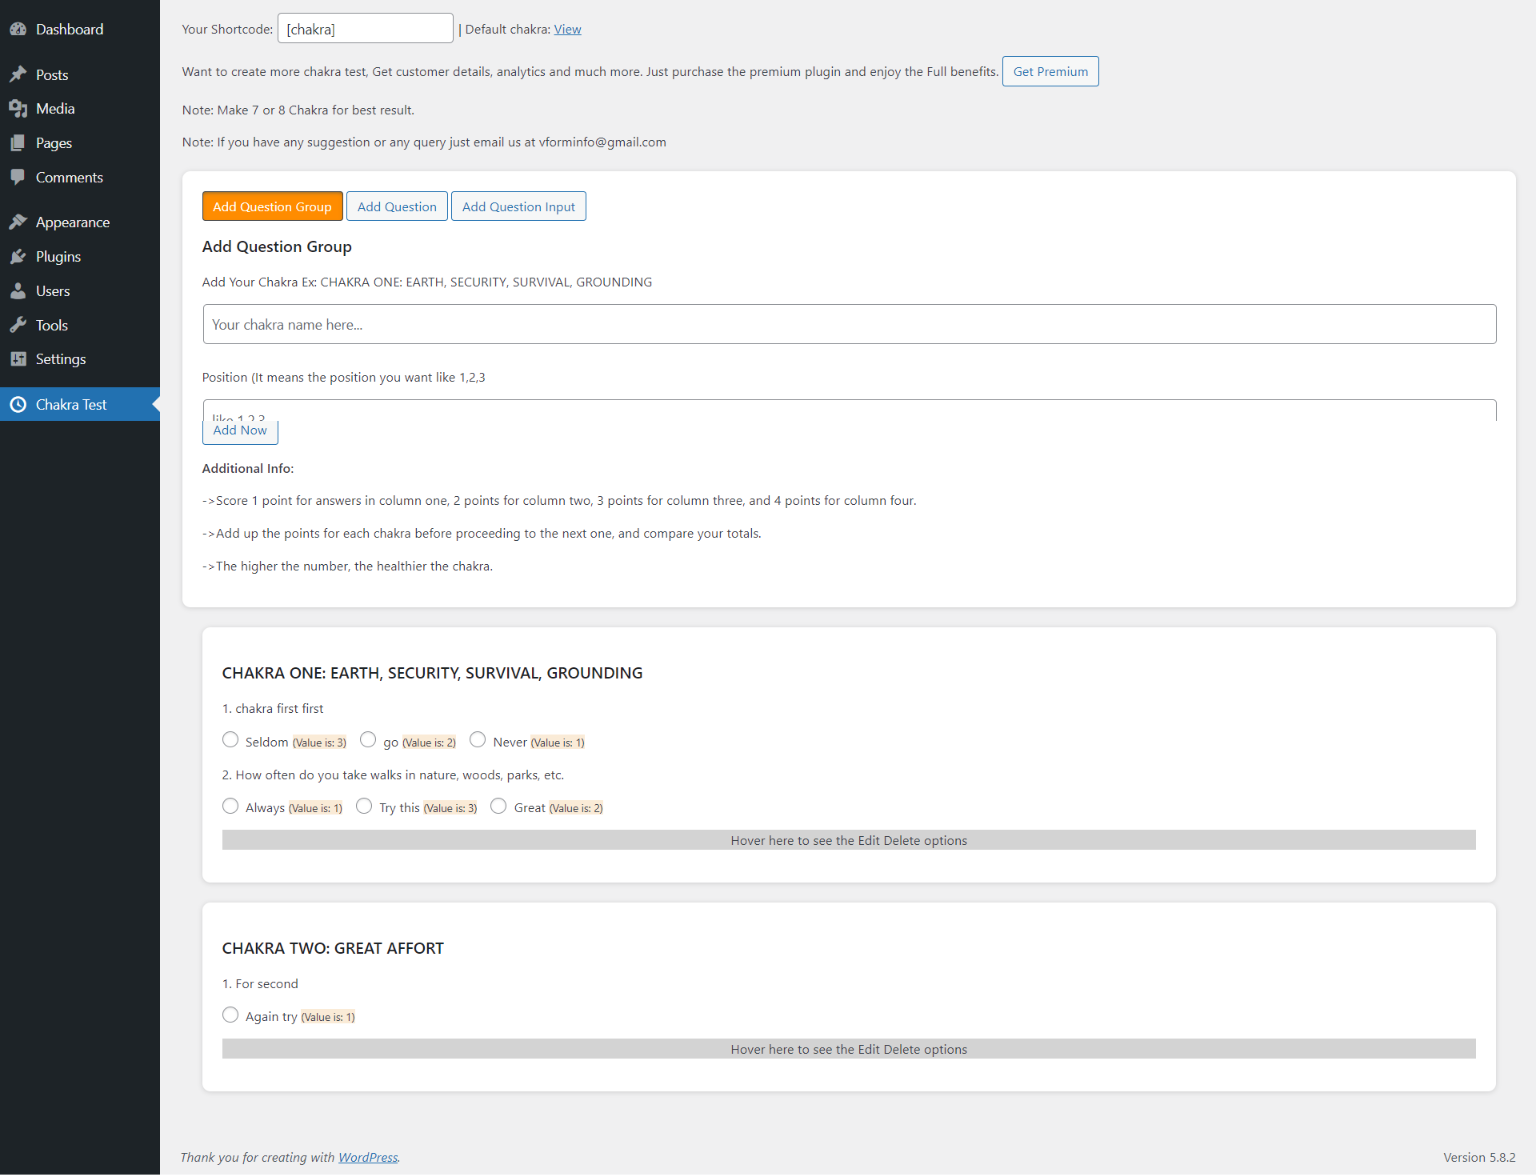 Dashboard
Posts
Media
Pages
Comments
Appearance
Plugins
Users
Tools
Settings
Chakra Test
Your Shortcode: [chakra] | Default chakra: View
Want to create more chakra test, Get customer details, analytics and much more. Just purchase the premium plugin and enjoy the Full benefits. Get Premium
Note: Make 7 or 8 Chakra for best result.
Note: If you have any suggestion or any query just email us at vforminfo@gmail.com
Add Question Group Add Question Add Question Input
Add Question Group
Add Your Chakra Ex: CHAKRA ONE: EARTH, SECURITY, SURVIVAL, GROUNDING
Your chakra name here...
Position (It means the position you want like 1,2,3
like 1,2,3
Add Now
Additional Info:
->Score 1 point for answers in column one, 2 points for column two, 3 points for column three, and 4 points for column four.
->Add up the points for each chakra before proceeding to the next one, and compare your totals.
->The higher the number, the healthier the chakra.
CHAKRA ONE: EARTH, SECURITY, SURVIVAL, GROUNDING
1. chakra first first
Seldom (Value is: 3) go (Value is: 2) Never (Value is: 1)
2. How often do you take walks in nature, woods, parks, etc.
Always (Value is: 1) Try this (Value is: 3) Great (Value is: 2)
Hover here to see the Edit Delete options
CHAKRA TWO: GREAT AFFORT
1. For second
Again try (Value is: 1)
Hover here to see the Edit Delete options
Thank you for creating with WordPress.
Version 5.8.2